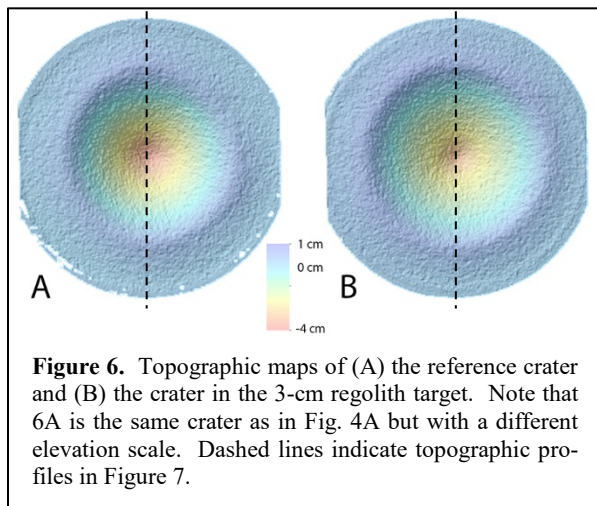 1 cm
0 cm
-4 cm
A
B
Figure 6. Topographic maps of (A) the reference crater
and (B) the crater in the 3-cm regolith target. Note that
6A is the same crater as in Fig. 4A but with a different
elevation scale. Dashed lines indicate topographic pro-
files in Figure 7.